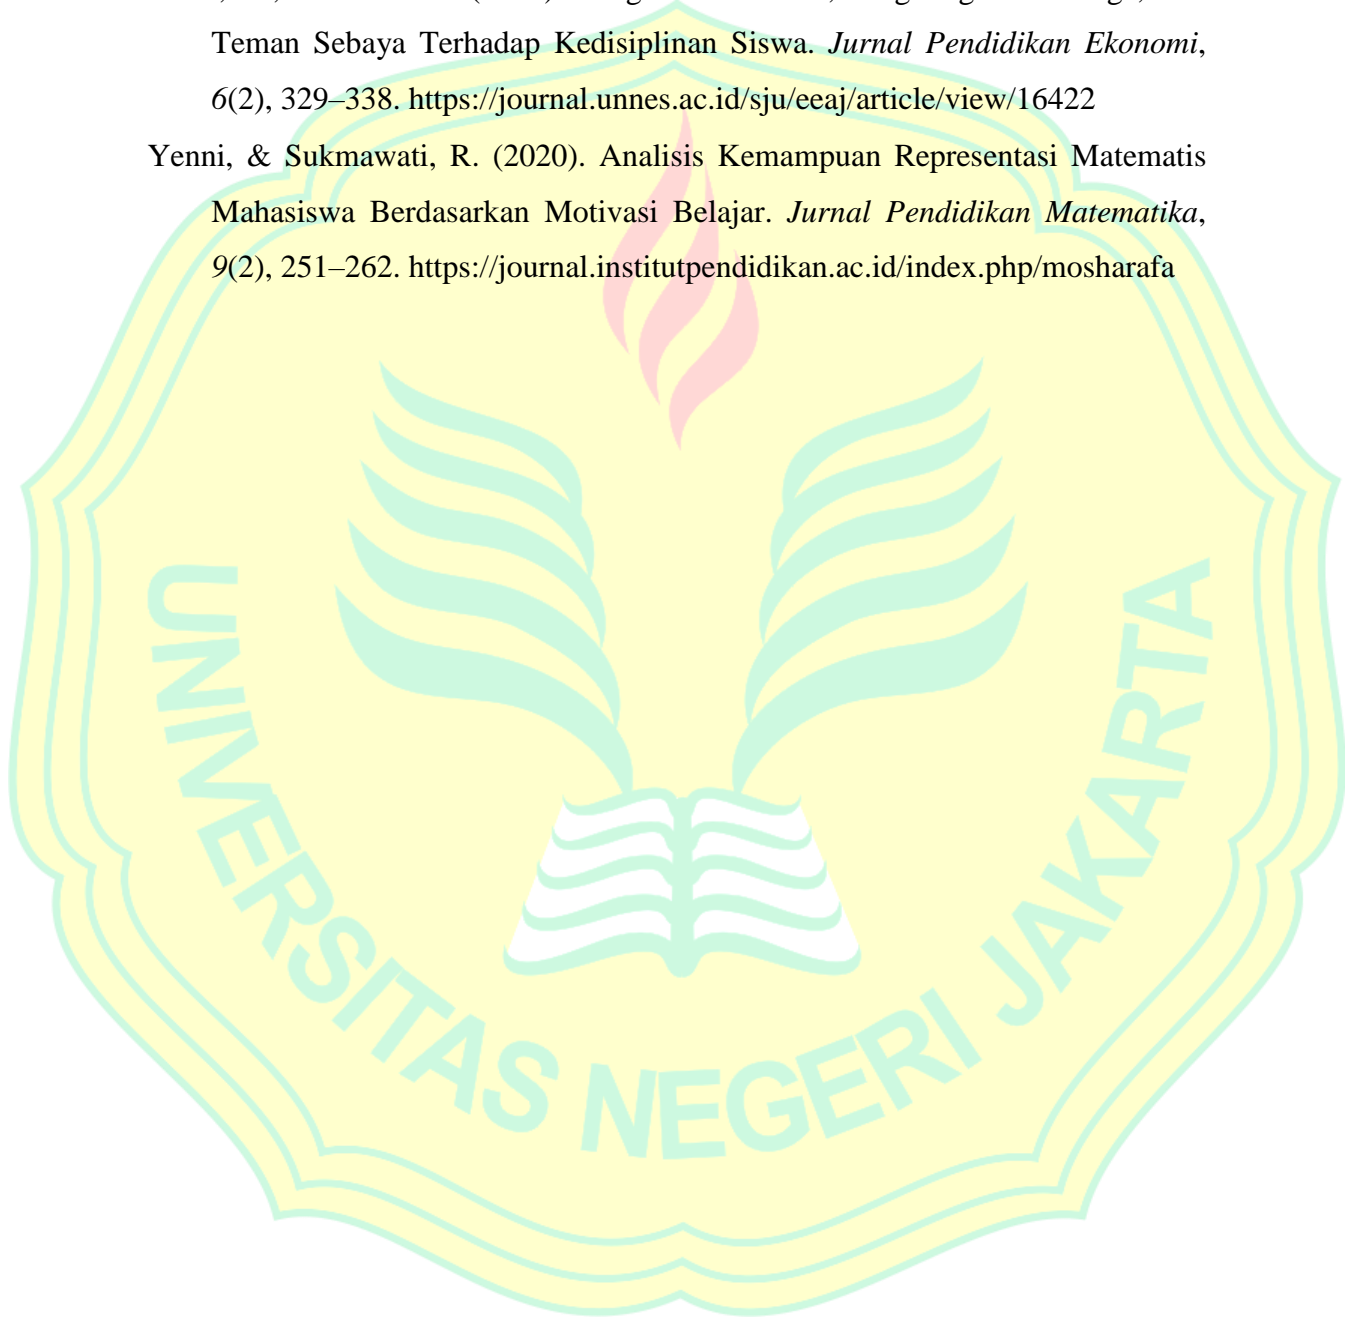 Teman Sebaya Terhadap Kedisiplinan Siswa. Jurnal Pendidikan Ekonomi,
6(2), 329–338. https://journal.unnes.ac.id/sju/eeaj/article/view/16422
Yenni, & Sukmawati, R. (2020). Analisis Kemampuan Representasi Matematis
Mahasiswa Berdasarkan Motivasi Belajar. Jurnal Pendidikan Matematika,
9(2), 251–262. https://journal.institutpendidikan.ac.id/index.php/mosharafa
UNIVERSITAS NEGERI JAKARTA